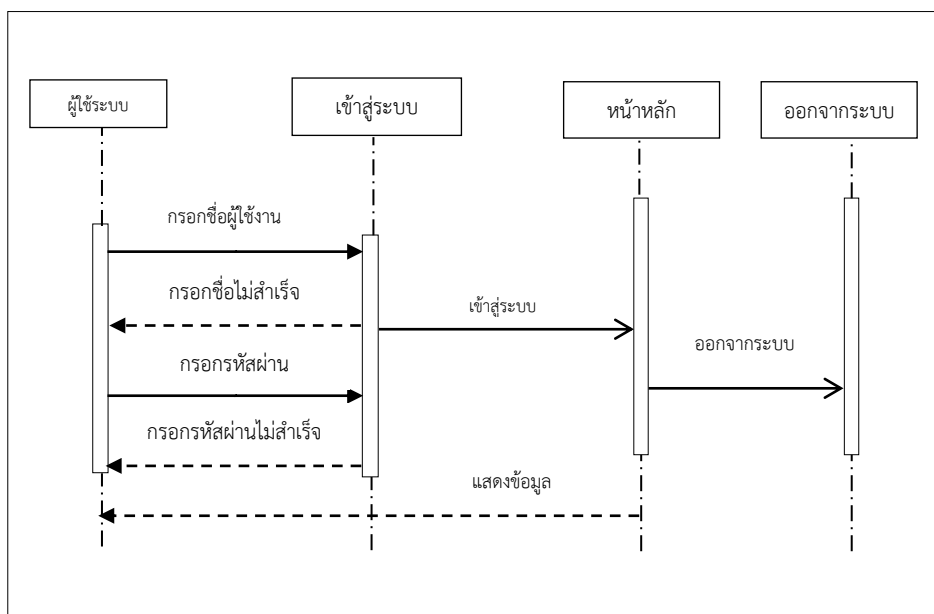 ผู้ใช้ระบบ
เข้าสู่ระบบ
หน้าหลัก
ออกจากระบบ
กรอกชื่อผู้ใช้งาน
กรอกชื่อไม่สำเร็จ
เข้าสู่ระบบ
ออกจากระบบ
กรอกรหัสผ่าน
กรอกรหัสผ่านไม่สำเร็จ
แสดงข้อมูล